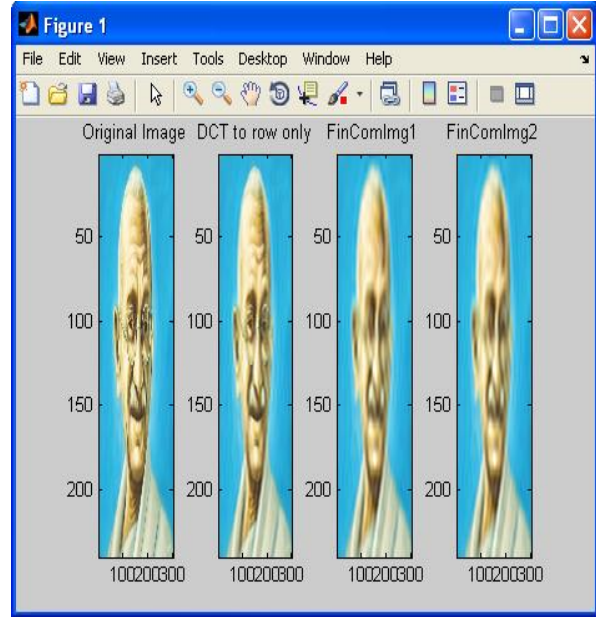 Figure 1
File Edit View Insert Tools Desktop Window Help
Original Image DCT to row only FinComImg1 FinComImg2
50 50 50 50
100 100 100 100
150 150 150 150
200 200 200 200
100200300 100200300 100200300 100200300